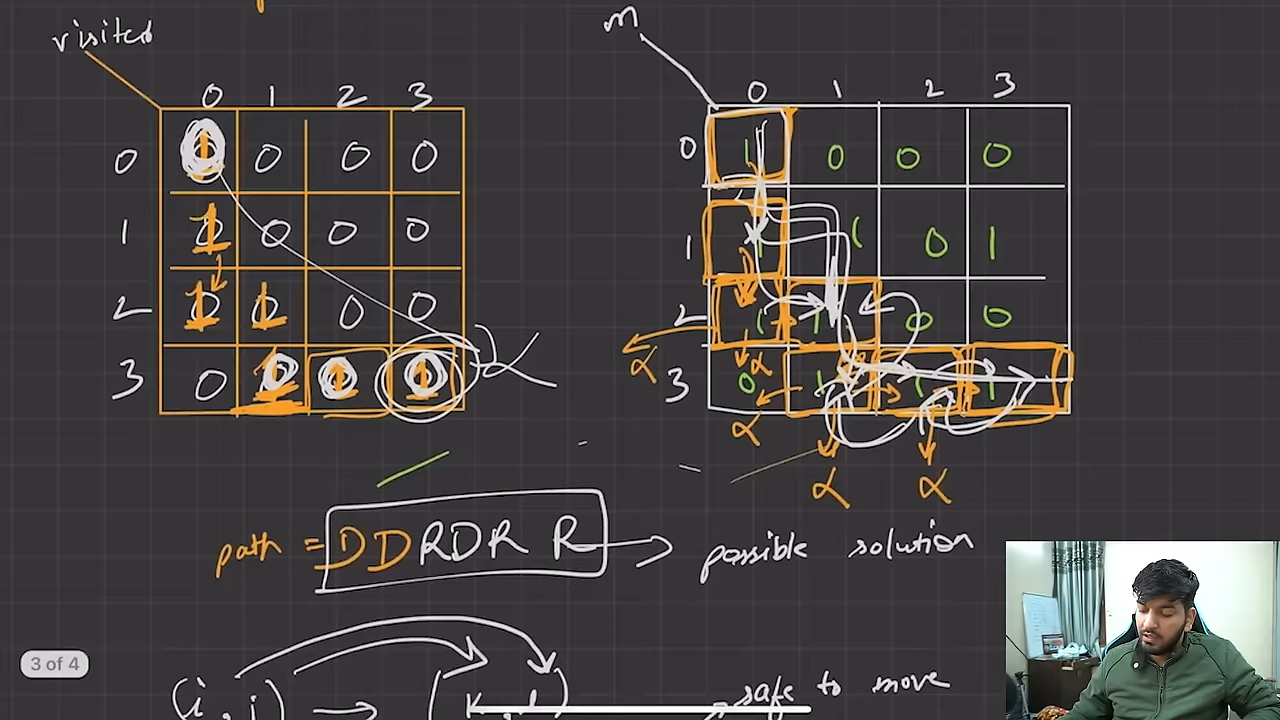 visited
m
0 1 2 3
0 1 2 3
0 1 0 0 0
0 1 0 0 0
1 1 0 0 0
1 1 1 0 1
2 1 1 0 0
2 1 1 0 0
α
α
3 0 1 1 1
α
3 0 1 1 1
α
α
α
path = DDRDR R → possible solution
3 of 4
(i, j) → (k, l)
safe to move